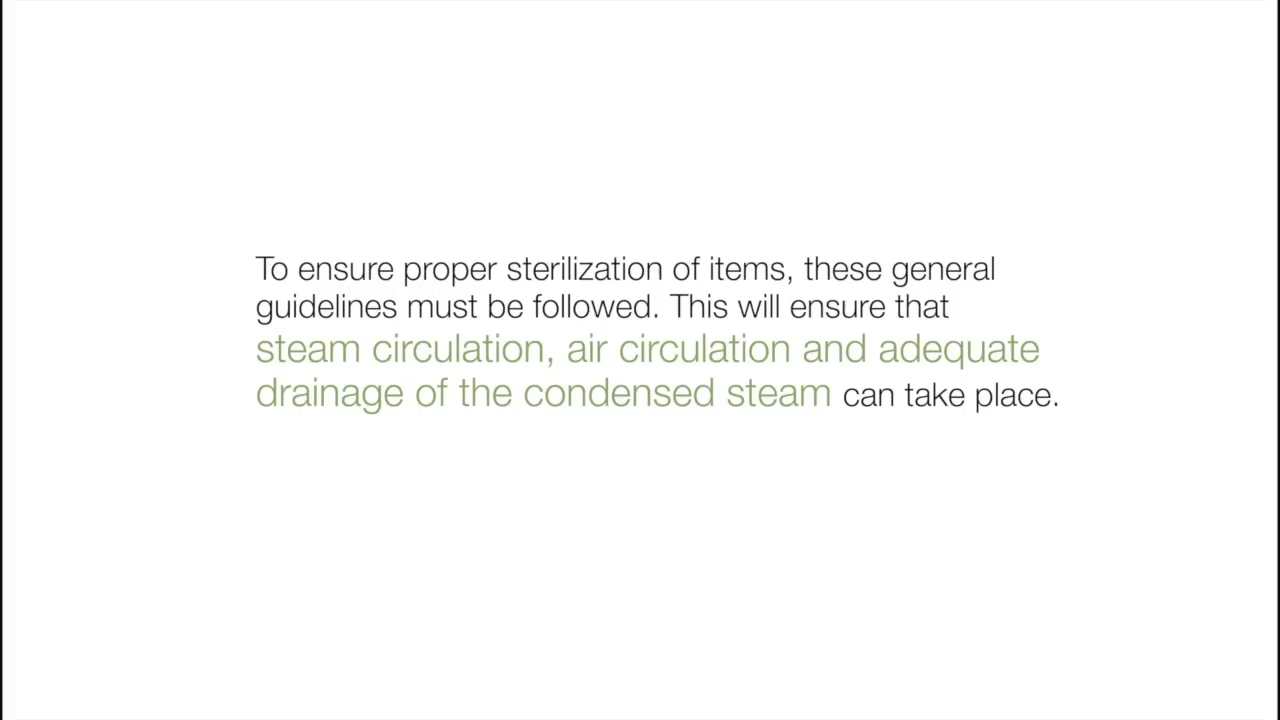 To ensure proper sterilization of items, these general
guidelines must be followed. This will ensure that
steam circulation, air circulation and adequate
drainage of the condensed steam can take place.